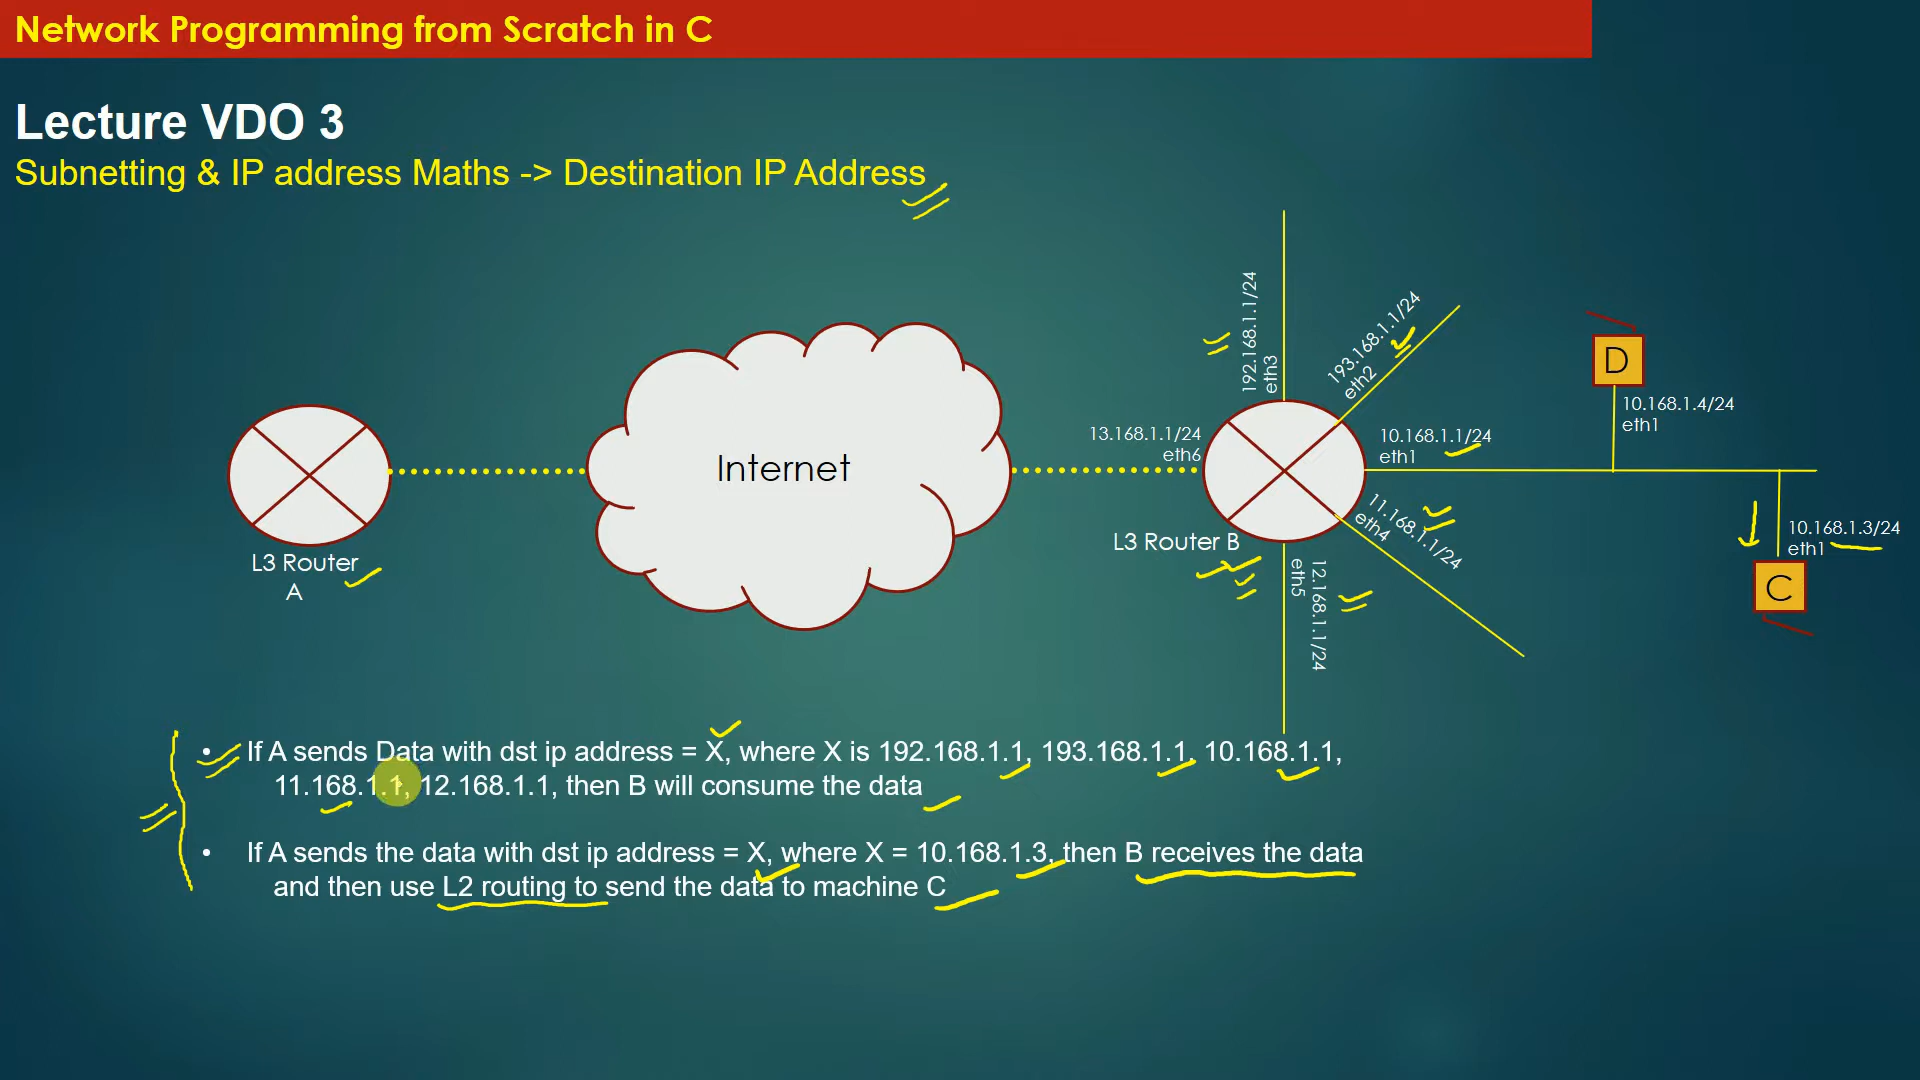 Network Programming from Scratch in C
Lecture VDO 3
Subnetting & IP address Maths -> Destination IP Address
192.168.1.1/24
eth3
193.168.1.1/24
eth2
D
10.168.1.4/24
eth1
13.168.1.1/24
eth6
10.168.1.1/24
eth1
Internet
11.168.1.1/24
eth4
10.168.1.3/24
eth1
L3 Router B
L3 Router
A
12.168.1.1/24
eth5
C
• If A sends Data with dst ip address = X, where X is 192.168.1.1, 193.168.1.1, 10.168.1.1,
11.168.1.1, 12.168.1.1, then B will consume the data
• If A sends the data with dst ip address = X, where X = 10.168.1.3, then B receives the data
and then use L2 routing to send the data to machine C